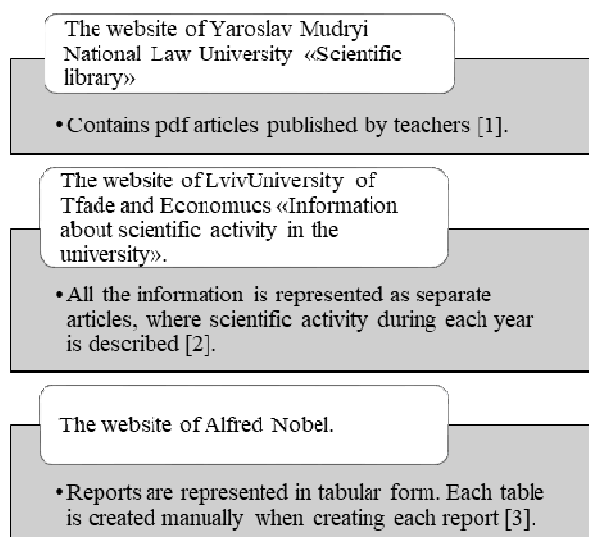 The website of Yaroslav Mudryi
National Law University «Scientific
library»
•Contains pdf articles published by teachers [1].
The website of LvivUniversity of
Tfade and Economucs «Information
about scientific activity in the
university».
•All the information is represented as separate
articles, where scientific activity during each year
is described [2].
The website of Alfred Nobel.
•Reports are represented in tabular form. Each table
is created manually when creating each report [3].